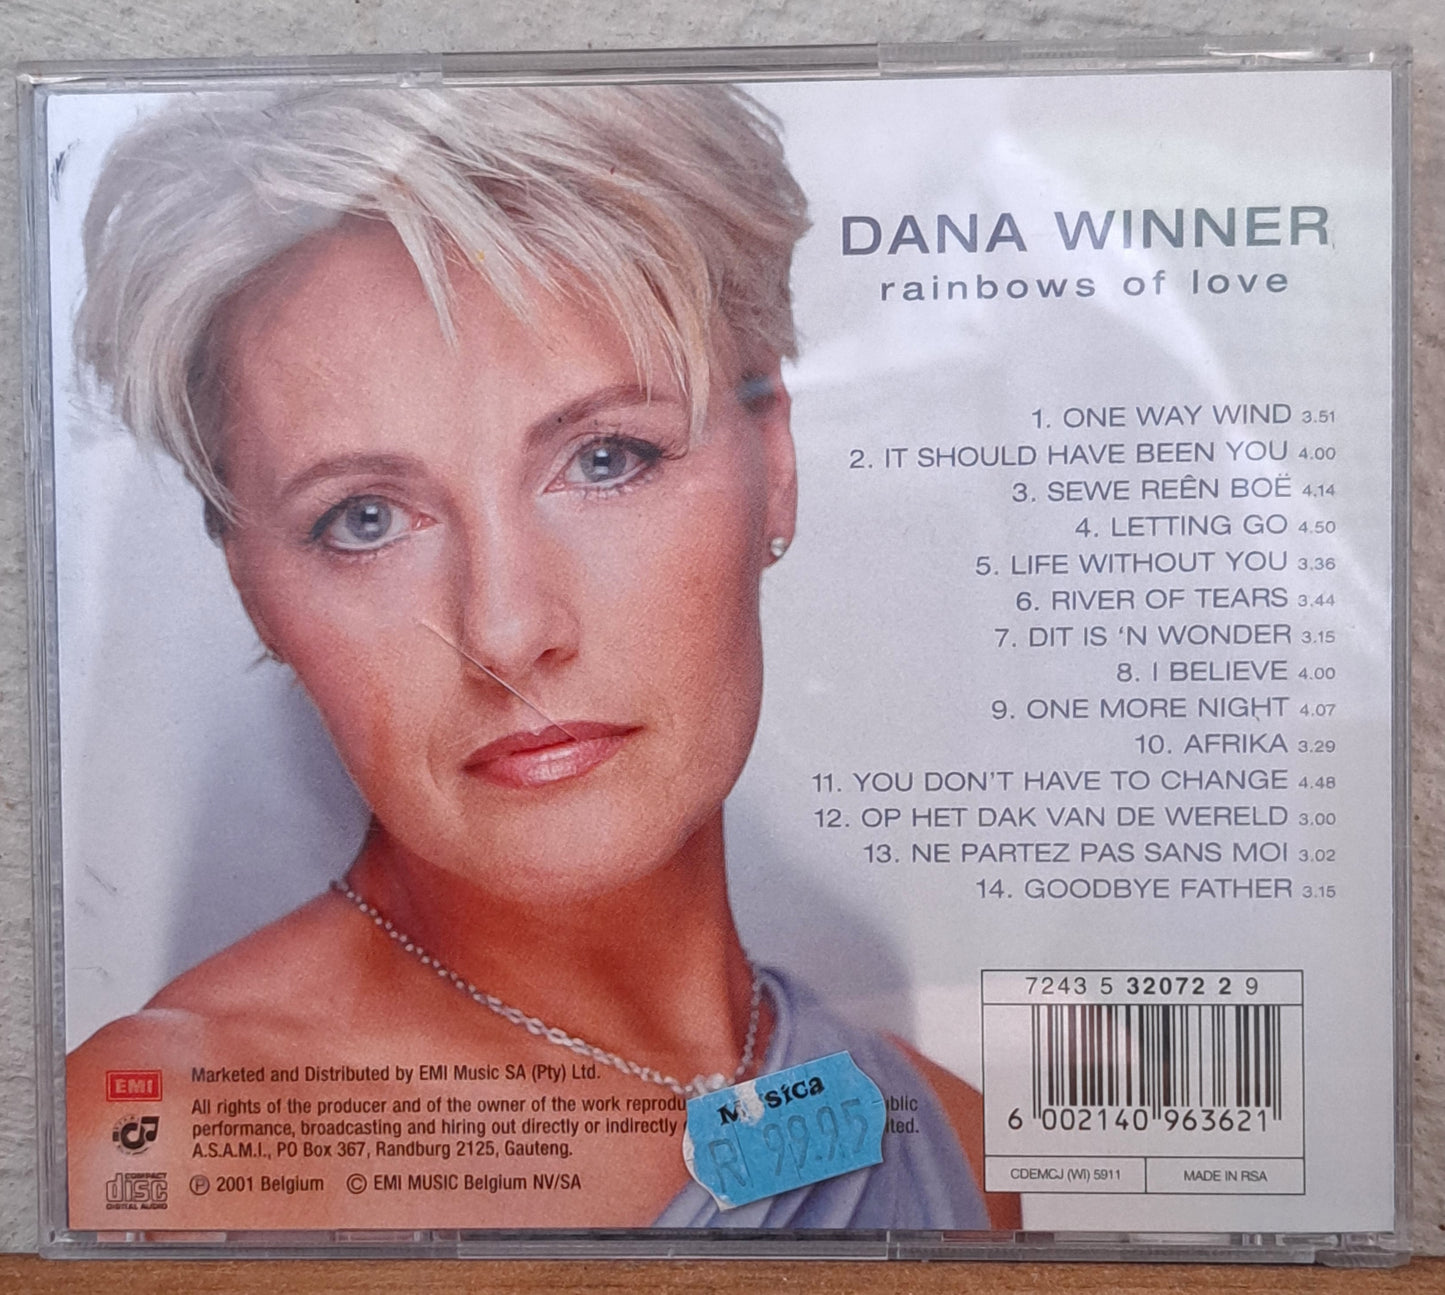 DANA WINNER
rainbows of love
1. ONE WAY WIND 3.51
2. IT SHOULD HAVE BEEN YOU 4.00
3. SEWE REÊN BOË 4.14
4. LETTING GO 4.50
5. LIFE WITHOUT YOU 3.36
6. RIVER OF TEARS 3.44
7. DIT IS ‘N WONDER 3.15
8. I BELIEVE 4.00
9. ONE MORE NIGHT 4.07
10. AFRIKA 3.29
11. YOU DON'T HAVE TO CHANGE 4.48
12. OP HET DAK VAN DE WERELD 3.00
13. NE PARTEZ PAS SANS MOI 3.02
14. GOODBYE FATHER 3.15
7243 5 32072 2 9
6 002140 963621
CDEMCJ (WI) 5911
MADE IN RSA
EMI
Marketed and Distributed by EMI Music SA (Pty) Ltd.
All rights of the producer and of the owner of the work
performance, broadcasting and hiring out directly or indirectly
A.S.A.M.I., PO Box 367, Randburg 2125, Gauteng.
COMPACT
disc
DIGITAL AUDIO
Ⓟ 2001 Belgium © EMI MUSIC Belgium NV/SA
Musica
R 99.95